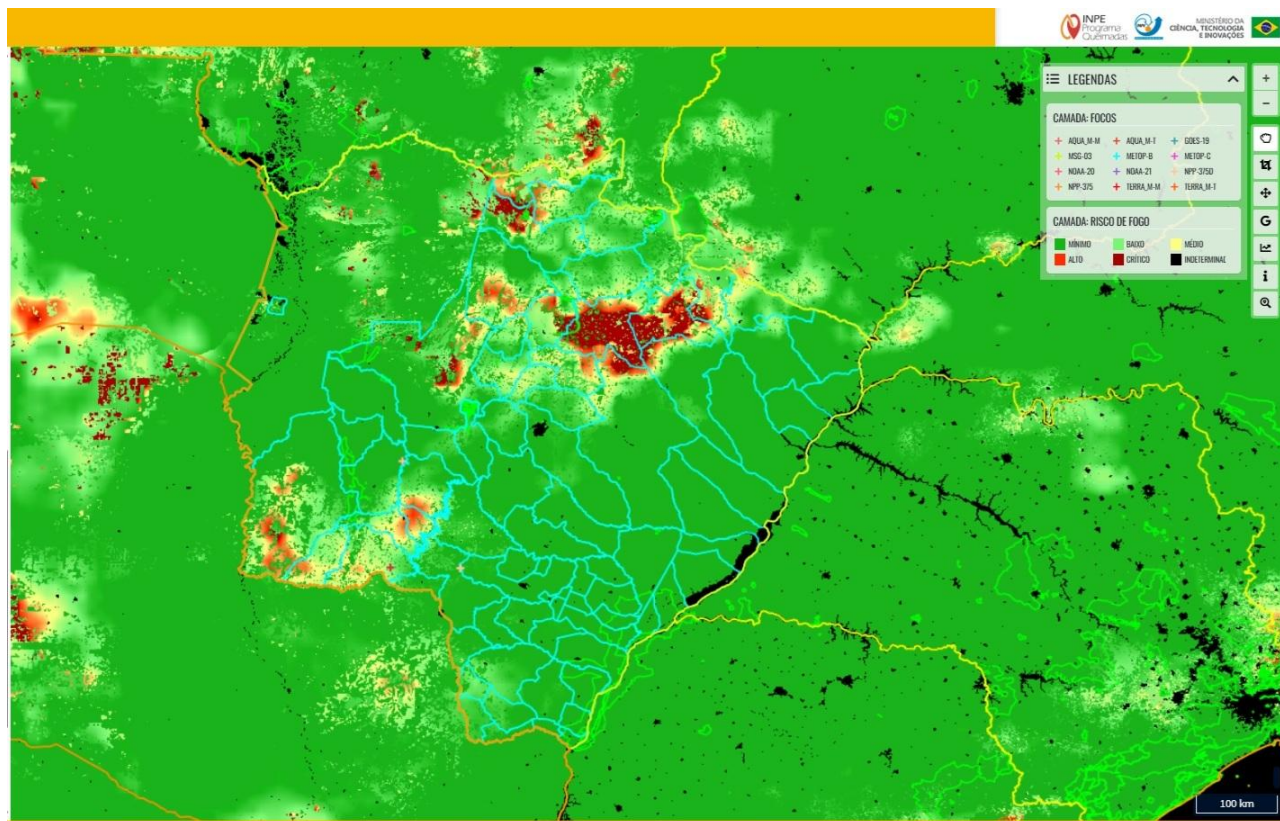 INPE
Programa
Queimadas
INPE
MINISTÉRIO DA
CIÊNCIA, TECNOLOGIA
E INOVAÇÕES
LEGENDAS
CAMADA: FOCOS
AQUA_M-M AQUA_M-T GOES-19
MSG-03 METOP-B METOP-C
NOAA-20 NOAA-21 NPP-375D
NPP-375 TERRA_M-M TERRA_M-T
CAMADA: RISCO DE FOGO
MÍNIMO BAIXO MÉDIO
ALTO CRÍTICO INDETERMINAD
+
−
G
i
100 km